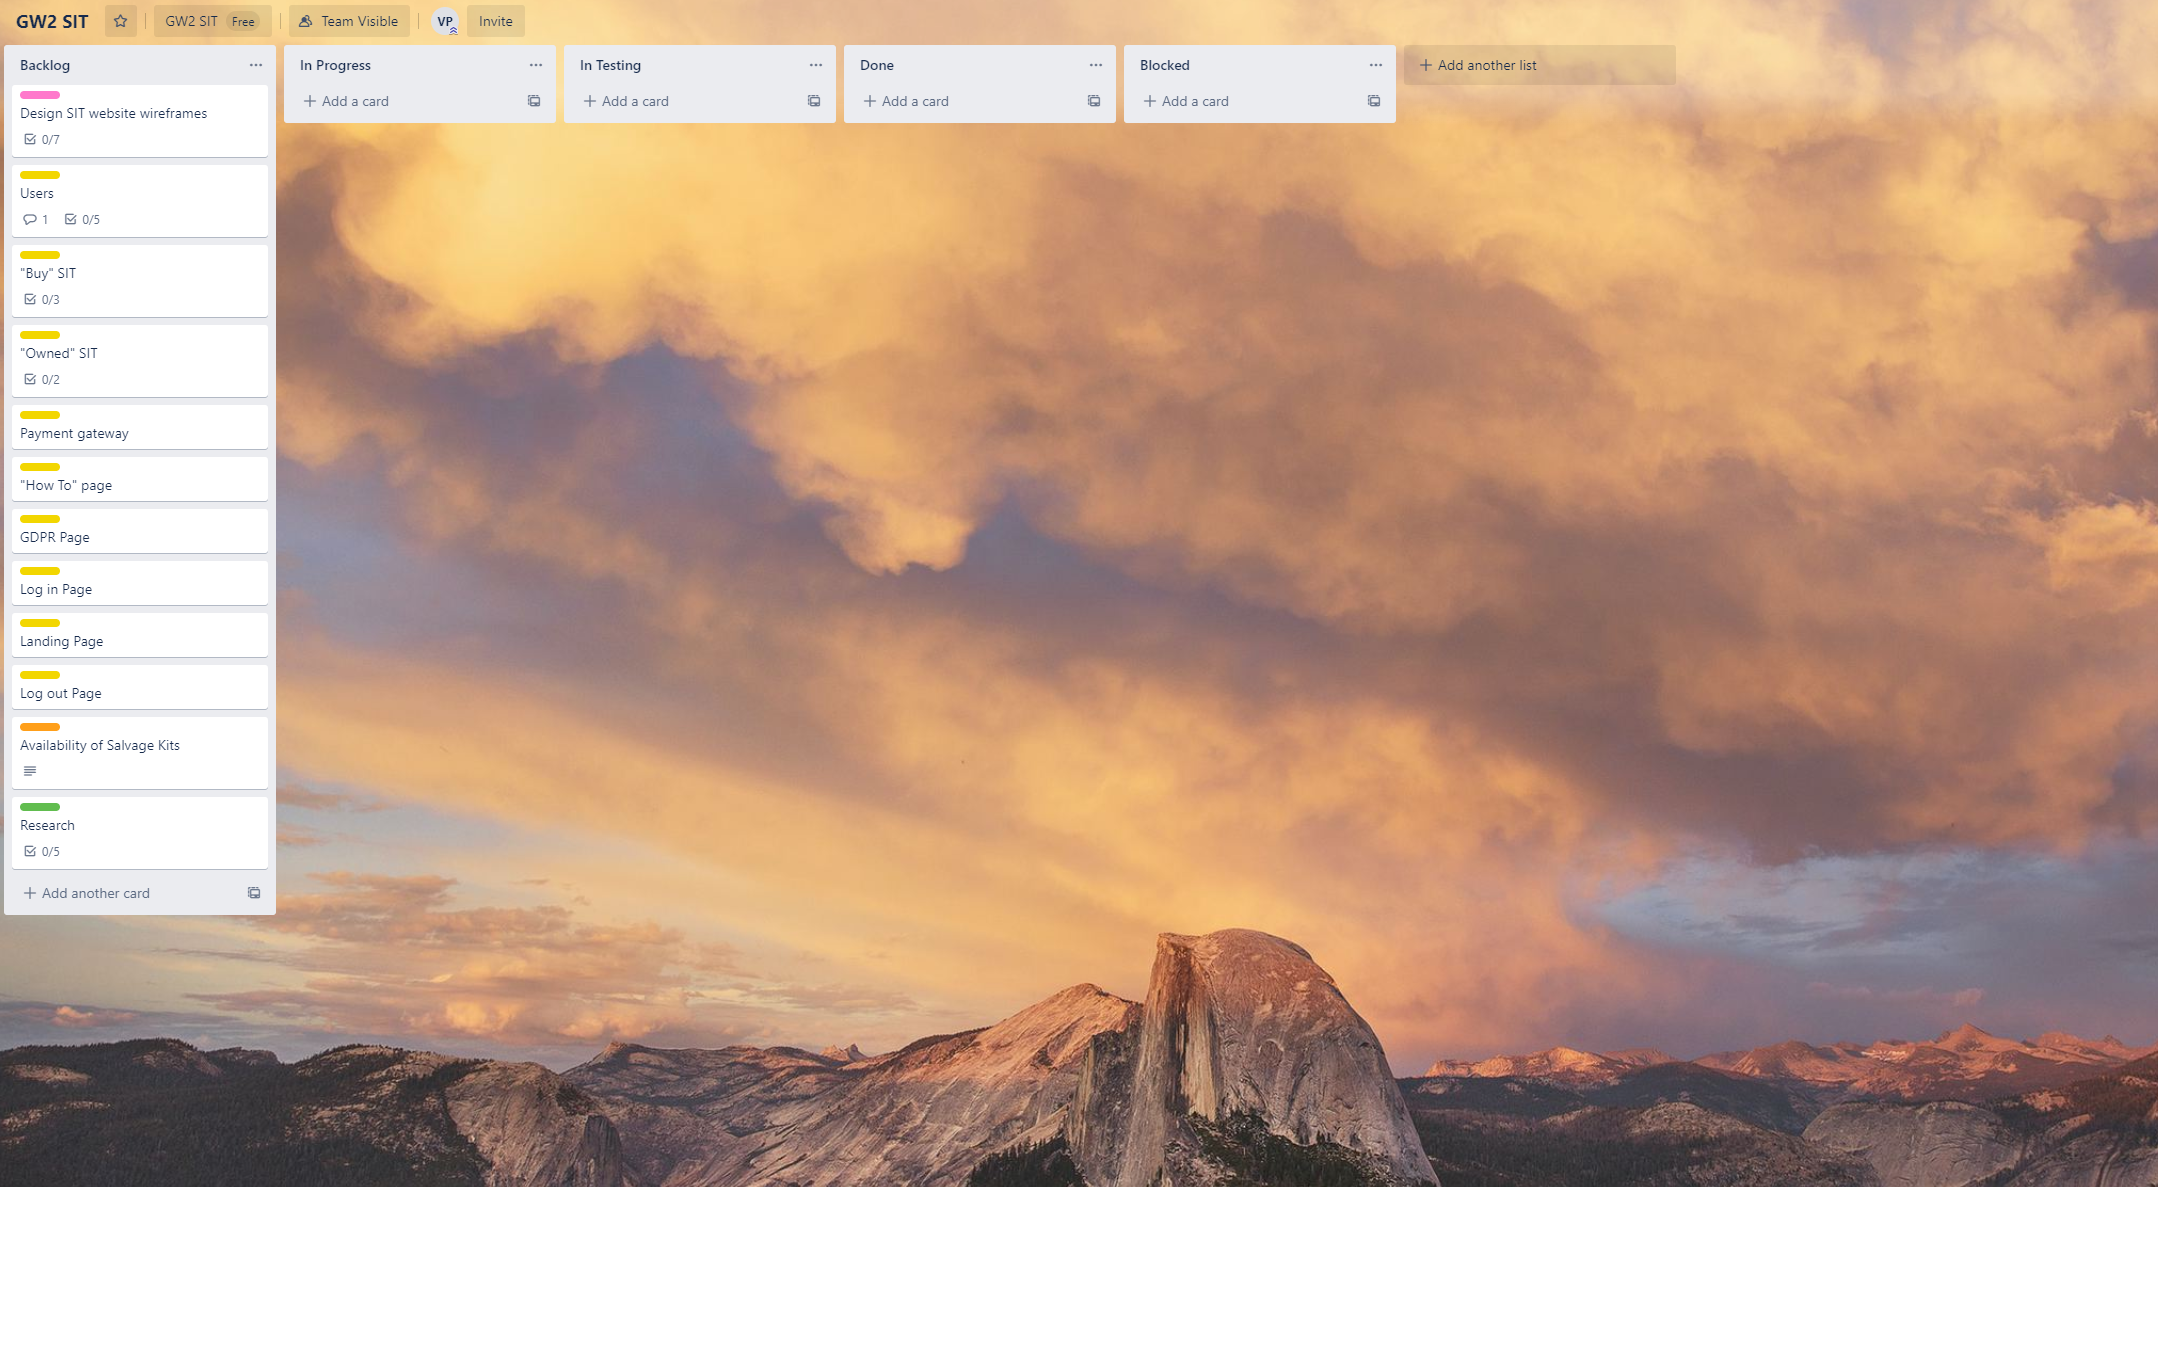 GW2 SIT
GW2 SIT Free
Team Visible
VP
Invite
Backlog
Design SIT website wireframes
0/7
Users
1 0/5
"Buy" SIT
0/3
"Owned" SIT
0/2
Payment gateway
"How To" page
GDPR Page
Log in Page
Landing Page
Log out Page
Availability of Salvage Kits
Research
0/5
Add another card
In Progress
Add a card
In Testing
Add a card
Done
Add a card
Blocked
Add a card
Add another list